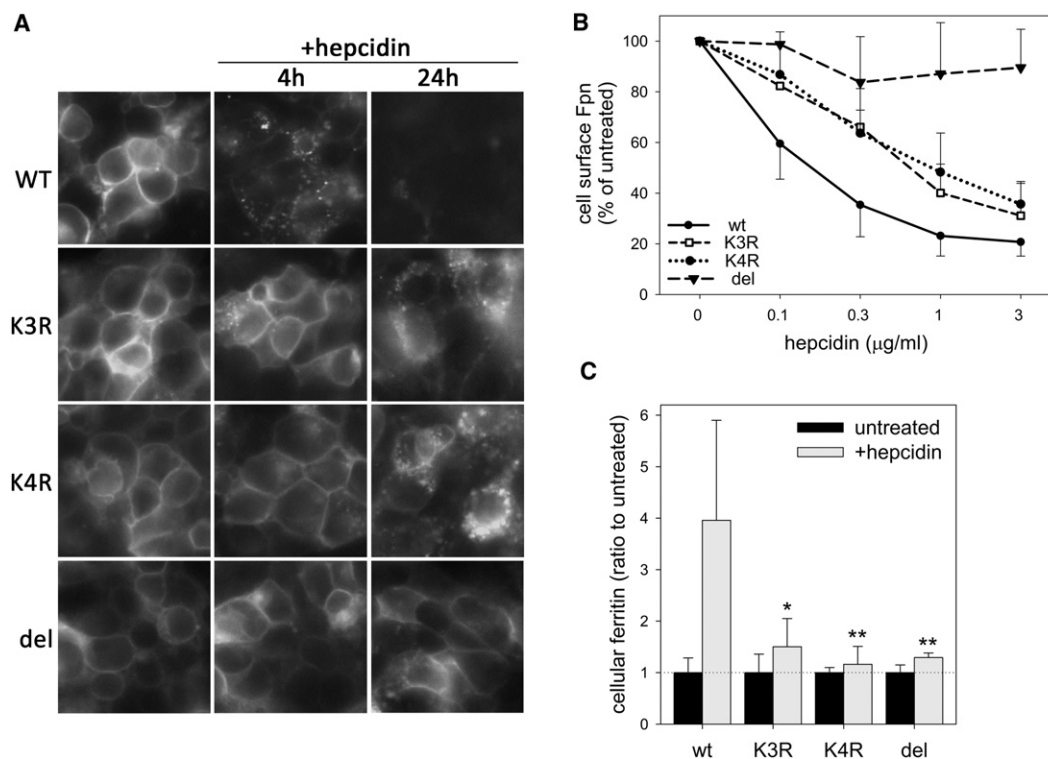 A
+hepcidin
4h 24h
WT
K3R
K4R
del
B
cell surface Fpn
(% of untreated)
100
80
60
40
20
0
wt
K3R
K4R
del
0 0.1 0.3 1 3
hepcidin (µg/ml)
C
cellular ferritin (ratio to untreated)
6
5
4
3
2
1
0
untreated
+hepcidin
* ** **
wt K3R K4R del